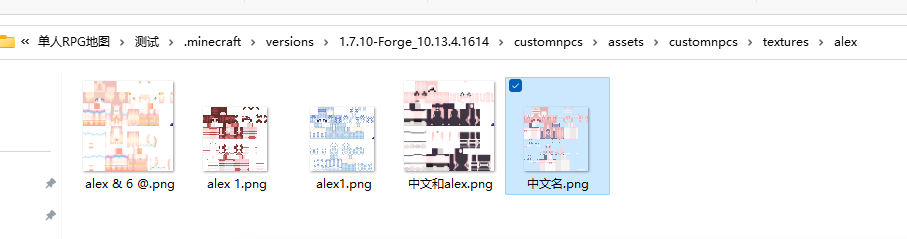 « 单人RPG地图 › 测试 › .minecraft › versions › 1.7.10-Forge_10.13.4.1614 › customnpcs › assets › customnpcs › textures › alex
alex & 6 @.png
alex 1.png
alex1.png
中文和alex.png
中文名.png